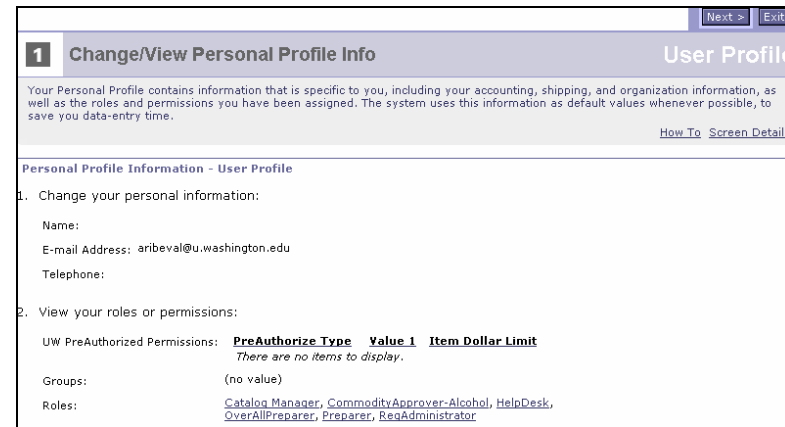 Next > Exit
1 Change/View Personal Profile Info User Profile
Your Personal Profile contains information that is specific to you, including your accounting, shipping, and organization information, as
well as the roles and permissions you have been assigned. The system uses this information as default values whenever possible, to
save you data-entry time.
How To Screen Detail
Personal Profile Information - User Profile
1. Change your personal information:
Name:
E-mail Address: aribeval@u.washington.edu
Telephone:
2. View your roles or permissions:
UW PreAuthorized Permissions: PreAuthorize Type Value 1 Item Dollar Limit
There are no items to display.
Groups: (no value)
Roles: Catalog Manager, CommodityApprover-Alcohol, HelpDesk,
OverAllPreparer, Preparer, ReqAdministrator